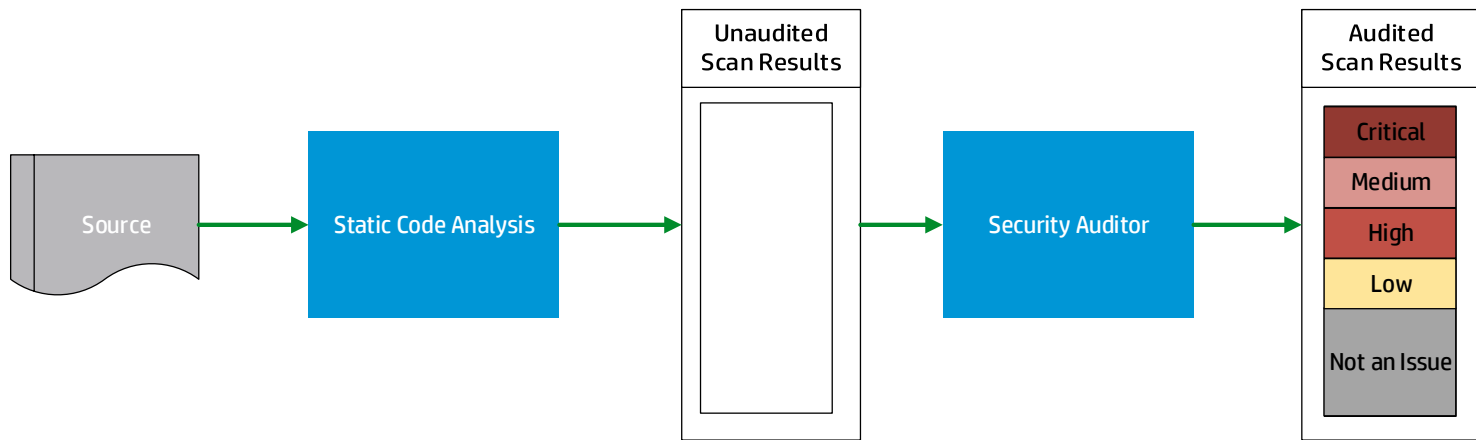 Unaudited
Scan Results
Audited
Scan Results
Source
Static Code Analysis
Security Auditor
Critical
Medium
High
Low
Not an Issue